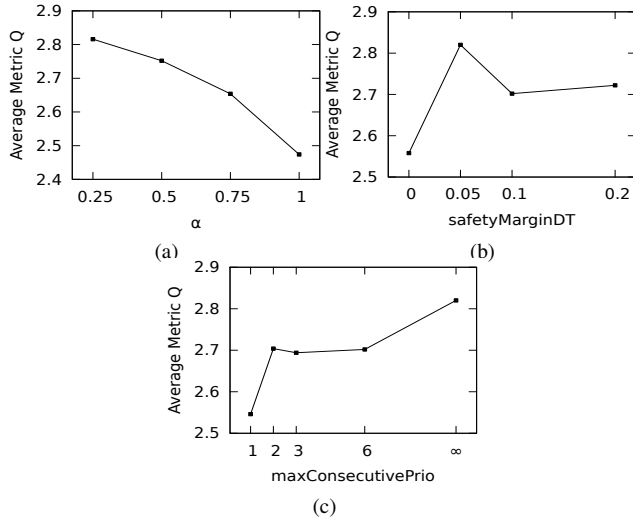 2.9
2.8
2.7
2.6
2.5
2.4
Average Metric Q
0.25 0.5 0.75 1
α
(a)
2.9
2.8
2.7
2.6
2.5
Average Metric Q
0 0.05 0.1 0.2
safetyMarginDT
(b)
2.9
2.8
2.7
2.6
2.5
Average Metric Q
1 2 3 6 ∞
maxConsecutivePrio
(c)